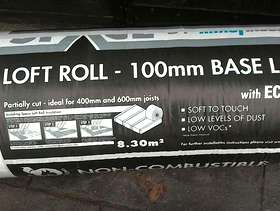 LOFT ROLL - 100mm BASE L
with EC
Partially cut - ideal for 400mm and 600mm joists
SOFT TO TOUCH
LOW LEVELS OF DUST
LOW VOCs*
8.30m²
NON-COMBUSTIBLE